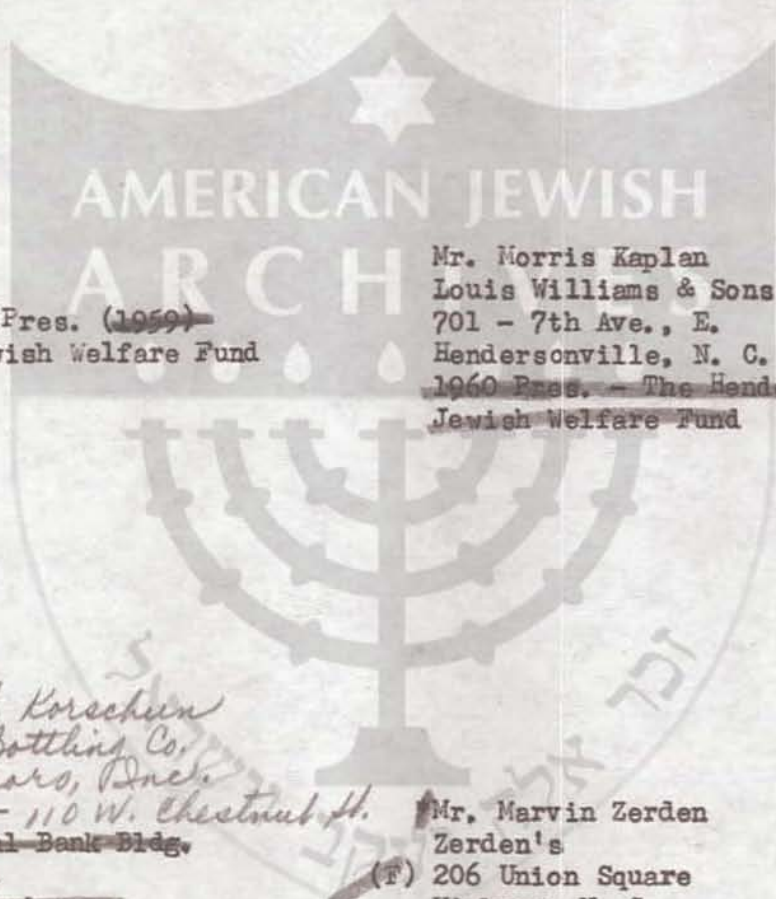 AMERICAN JEWISH
ARCHIVES
Pres. (1959)
ish Welfare Fund
Mr. Morris Kaplan
Louis Williams & Sons
701 - 7th Ave., E.
Hendersonville, N. C.
1960 Pres. - The Hend
Jewish Welfare Fund
Korschun
Bottling Co.
oro, Inc.
- 110 W. Chestnut St.
l Bank Bldg.
Mr. Marvin Zerden
Zerden's
(F) 206 Union Square